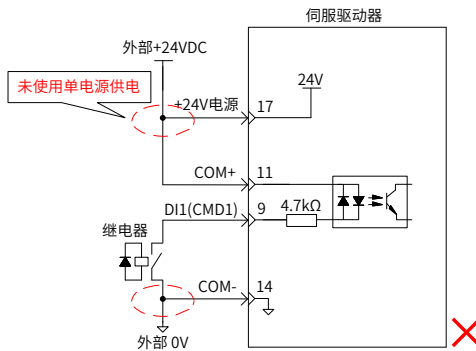 伺服驱动器
外部+24VDC
未使用单电源供电
24V
+24V电源
17
COM+
11
DI1(CMD1)
9
4.7kΩ
继电器
COM-
14
外部 0V